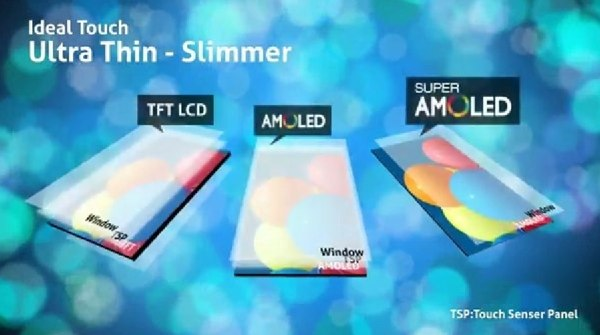 Ideal Touch
Ultra Thin - Slimmer
TFT LCD
AMOLED
SUPER
AMOLED
Window
TSP
Window
TSP
AMOLED
Window
TSP:Touch Senser Panel